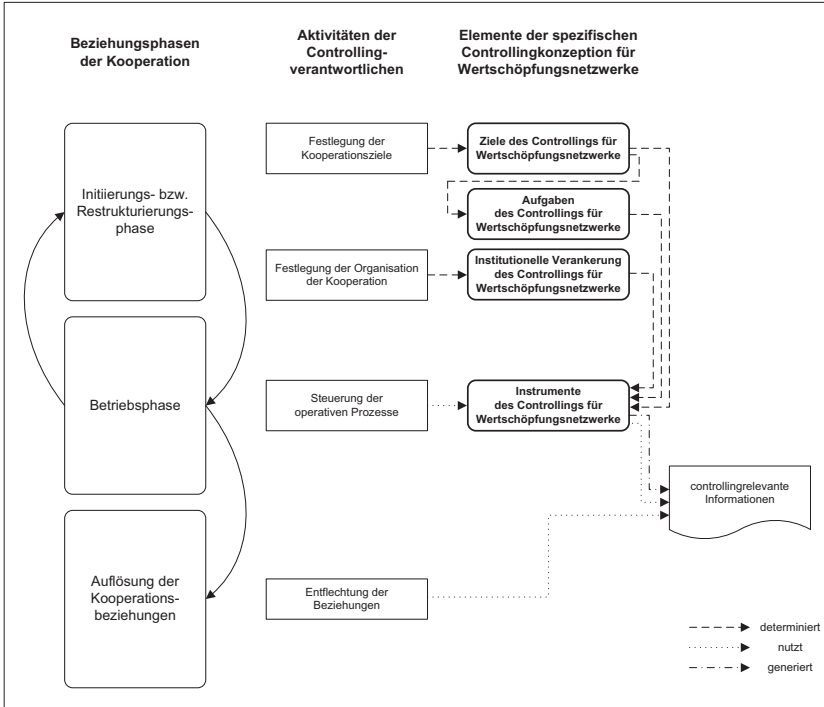 Beziehungsphasen
der Kooperation
Aktivitäten der
Controlling-
verantwortlichen
Elemente der spezifischen
Controllingkonzeption für
Wertschöpfungsnetzwerke
Initiierungs- bzw.
Restrukturierungs-
phase
Festlegung der
Kooperationsziele
Ziele des Controllings für
Wertschöpfungsnetzwerke
Aufgaben
des Controllings für
Wertschöpfungsnetzwerke
Festlegung der Organisation
der Kooperation
Institutionelle Verankerung
des Controllings für
Wertschöpfungsnetzwerke
Betriebsphase
Steuerung der
operativen Prozesse
Instrumente
des Controllings für
Wertschöpfungsnetzwerke
controllingrelevante
Informationen
Auflösung der
Kooperations-
beziehungen
Entflechtung der
Beziehungen
determiniert
nutzt
generiert